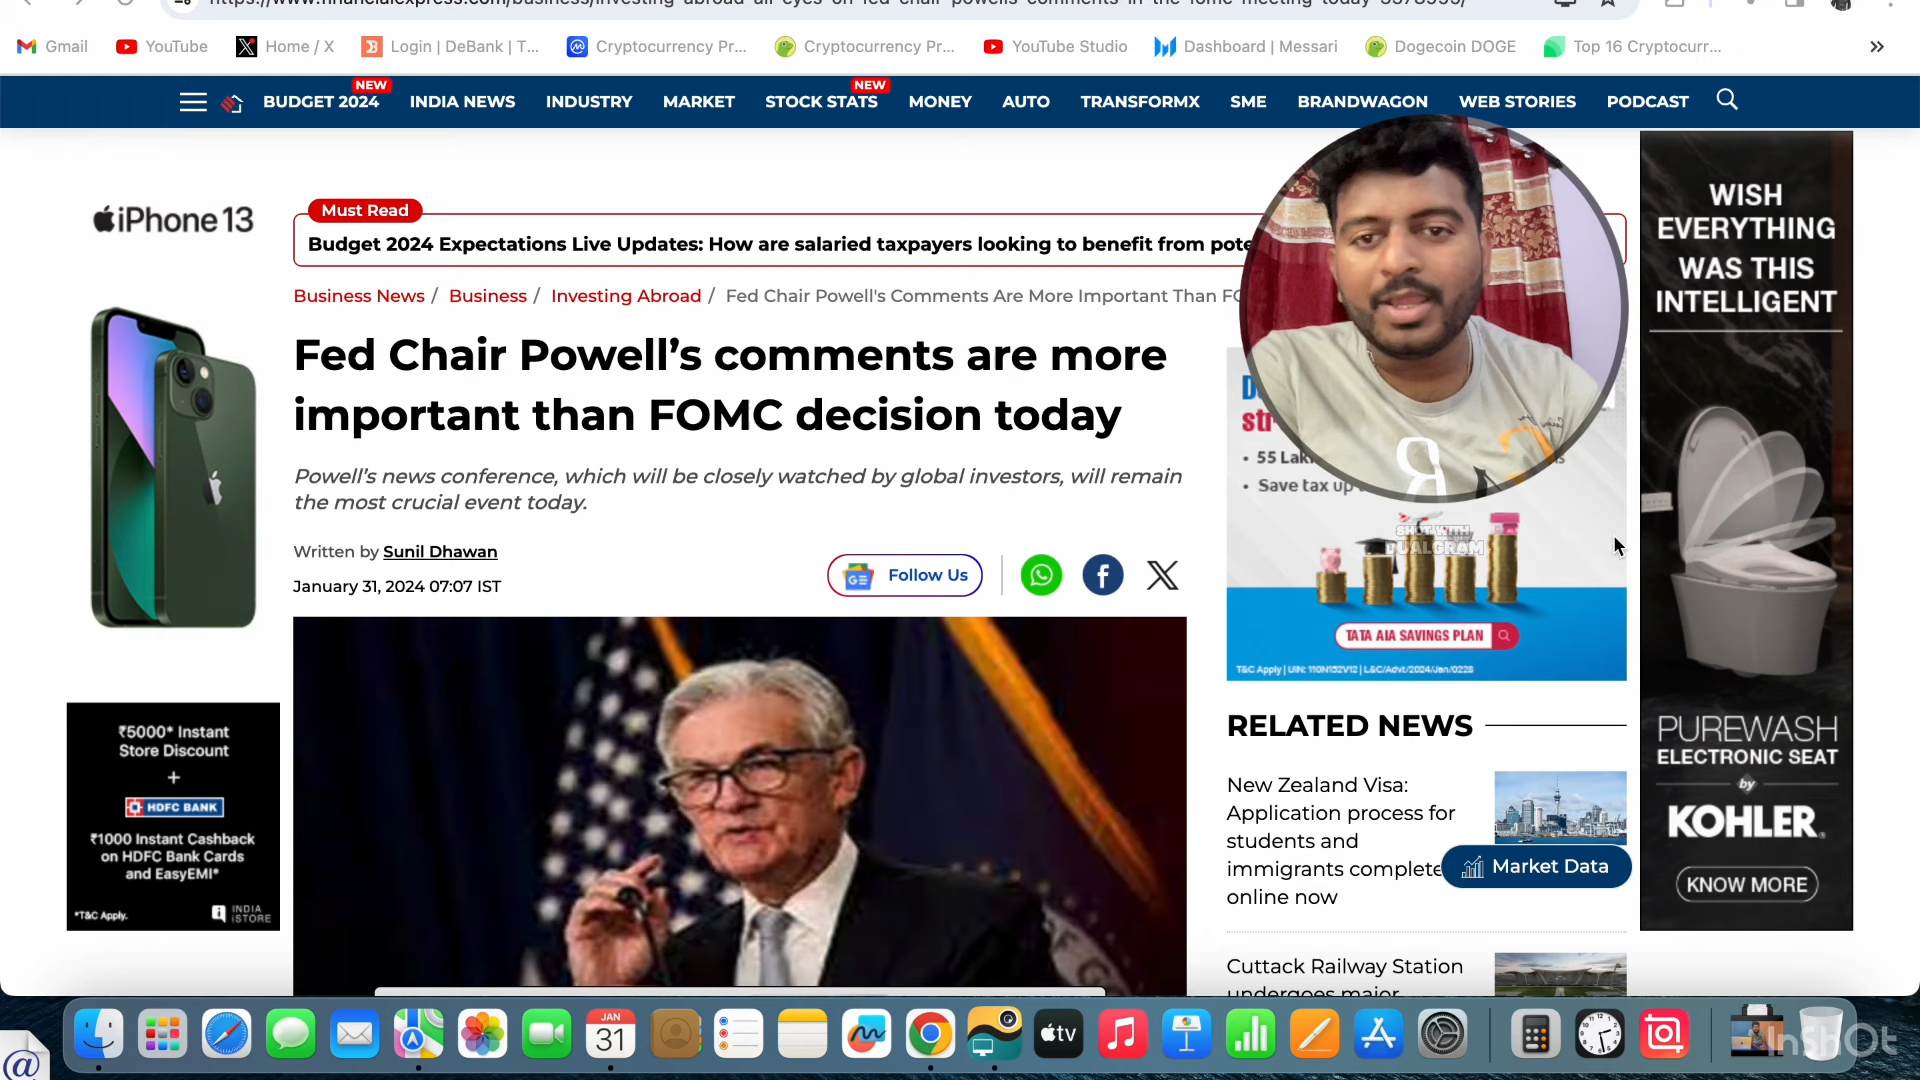 https://www.financialexpress.com/business/investing-abroad-all-eyes-on-fed-chair-powells-comments-in-the-fomc-meeting-today-3378995/
Gmail
YouTube
Home / X
Login | DeBank | T...
Cryptocurrency Pr...
Cryptocurrency Pr...
YouTube Studio
Dashboard | Messari
Dogecoin DOGE
Top 16 Cryptocurr...
»
NEW
NEW
BUDGET 2024
INDIA NEWS
INDUSTRY
MARKET
STOCK STATS
MONEY
AUTO
TRANSFORMX
SME
BRANDWAGON
WEB STORIES
PODCAST
iPhone 13
₹5000* Instant
Store Discount
+
HDFC BANK
₹1000 Instant Cashback
on HDFC Bank Cards
and EasyEMI*
*T&C Apply.
INDIA
iSTORE
Must Read
Budget 2024 Expectations Live Updates: How are salaried taxpayers looking to benefit from
Business News / Business / Investing Abroad / Fed Chair Powell's Comments Are More Important Than
Fed Chair Powell's comments are more
important than FOMC decision today
Powell's news conference, which will be closely watched by global investors, will remain
the most crucial event today.
Written by Sunil Dhawan
January 31, 2024 07:07 IST
GE Follow Us
• 55
• Save tax up
SHOT WITH
DUALGRAM
TATA AIA SAVINGS PLAN
T&C Apply | UIN: 110N152V12 | L&C/Advt/2024/Jan/0228
RELATED NEWS
New Zealand Visa:
Application process for
students and
immigrants complete
online now
Market Data
Cuttack Railway Station
undergoes major
WISH
EVERYTHING
WAS THIS
INTELLIGENT
PUREWASH
ELECTRONIC SEAT
by
KOHLER.
KNOW MORE
@
JAN
31
tv
InShOt